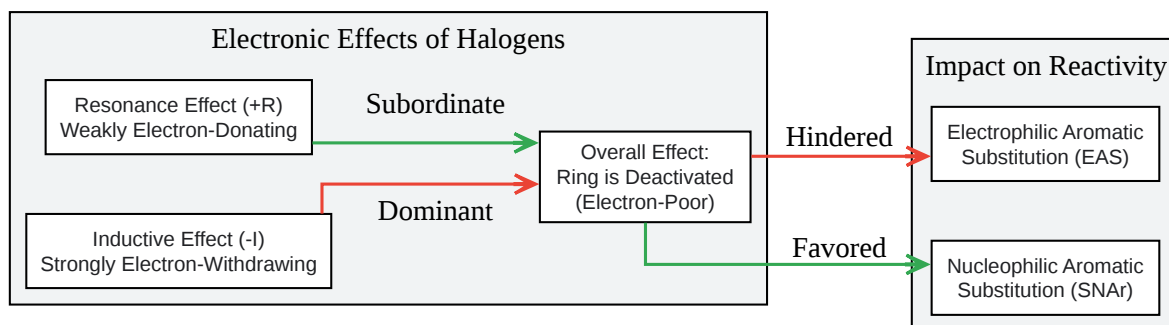 Electronic Effects of Halogens
Resonance Effect (+R)
Weakly Electron-Donating
Subordinate
Inductive Effect (-I)
Strongly Electron-Withdrawing
Dominant
Overall Effect:
Ring is Deactivated
(Electron-Poor)
Hindered
Favored
Impact on Reactivity
Electrophilic Aromatic
Substitution (EAS)
Nucleophilic Aromatic
Substitution (SNAr)